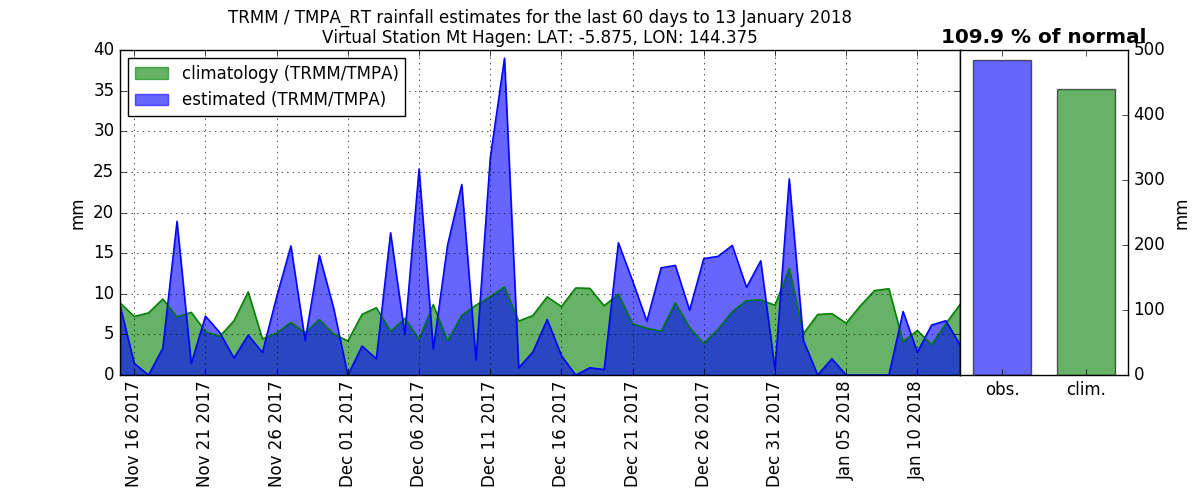 TRMM / TMPA_RT rainfall estimates for the last 60 days to 13 January 2018
Virtual Station Mt Hagen: LAT: -5.875, LON: 144.375
109.9 % of normal
climatology (TRMM/TMPA)
estimated (TRMM/TMPA)
40
35
30
25
20
15
10
5
0
mm
Nov 16 2017
Nov 21 2017
Nov 26 2017
Dec 01 2017
Dec 06 2017
Dec 11 2017
Dec 16 2017
Dec 21 2017
Dec 26 2017
Dec 31 2017
Jan 05 2018
Jan 10 2018
500
400
300
200
100
0
mm
obs.
clim.